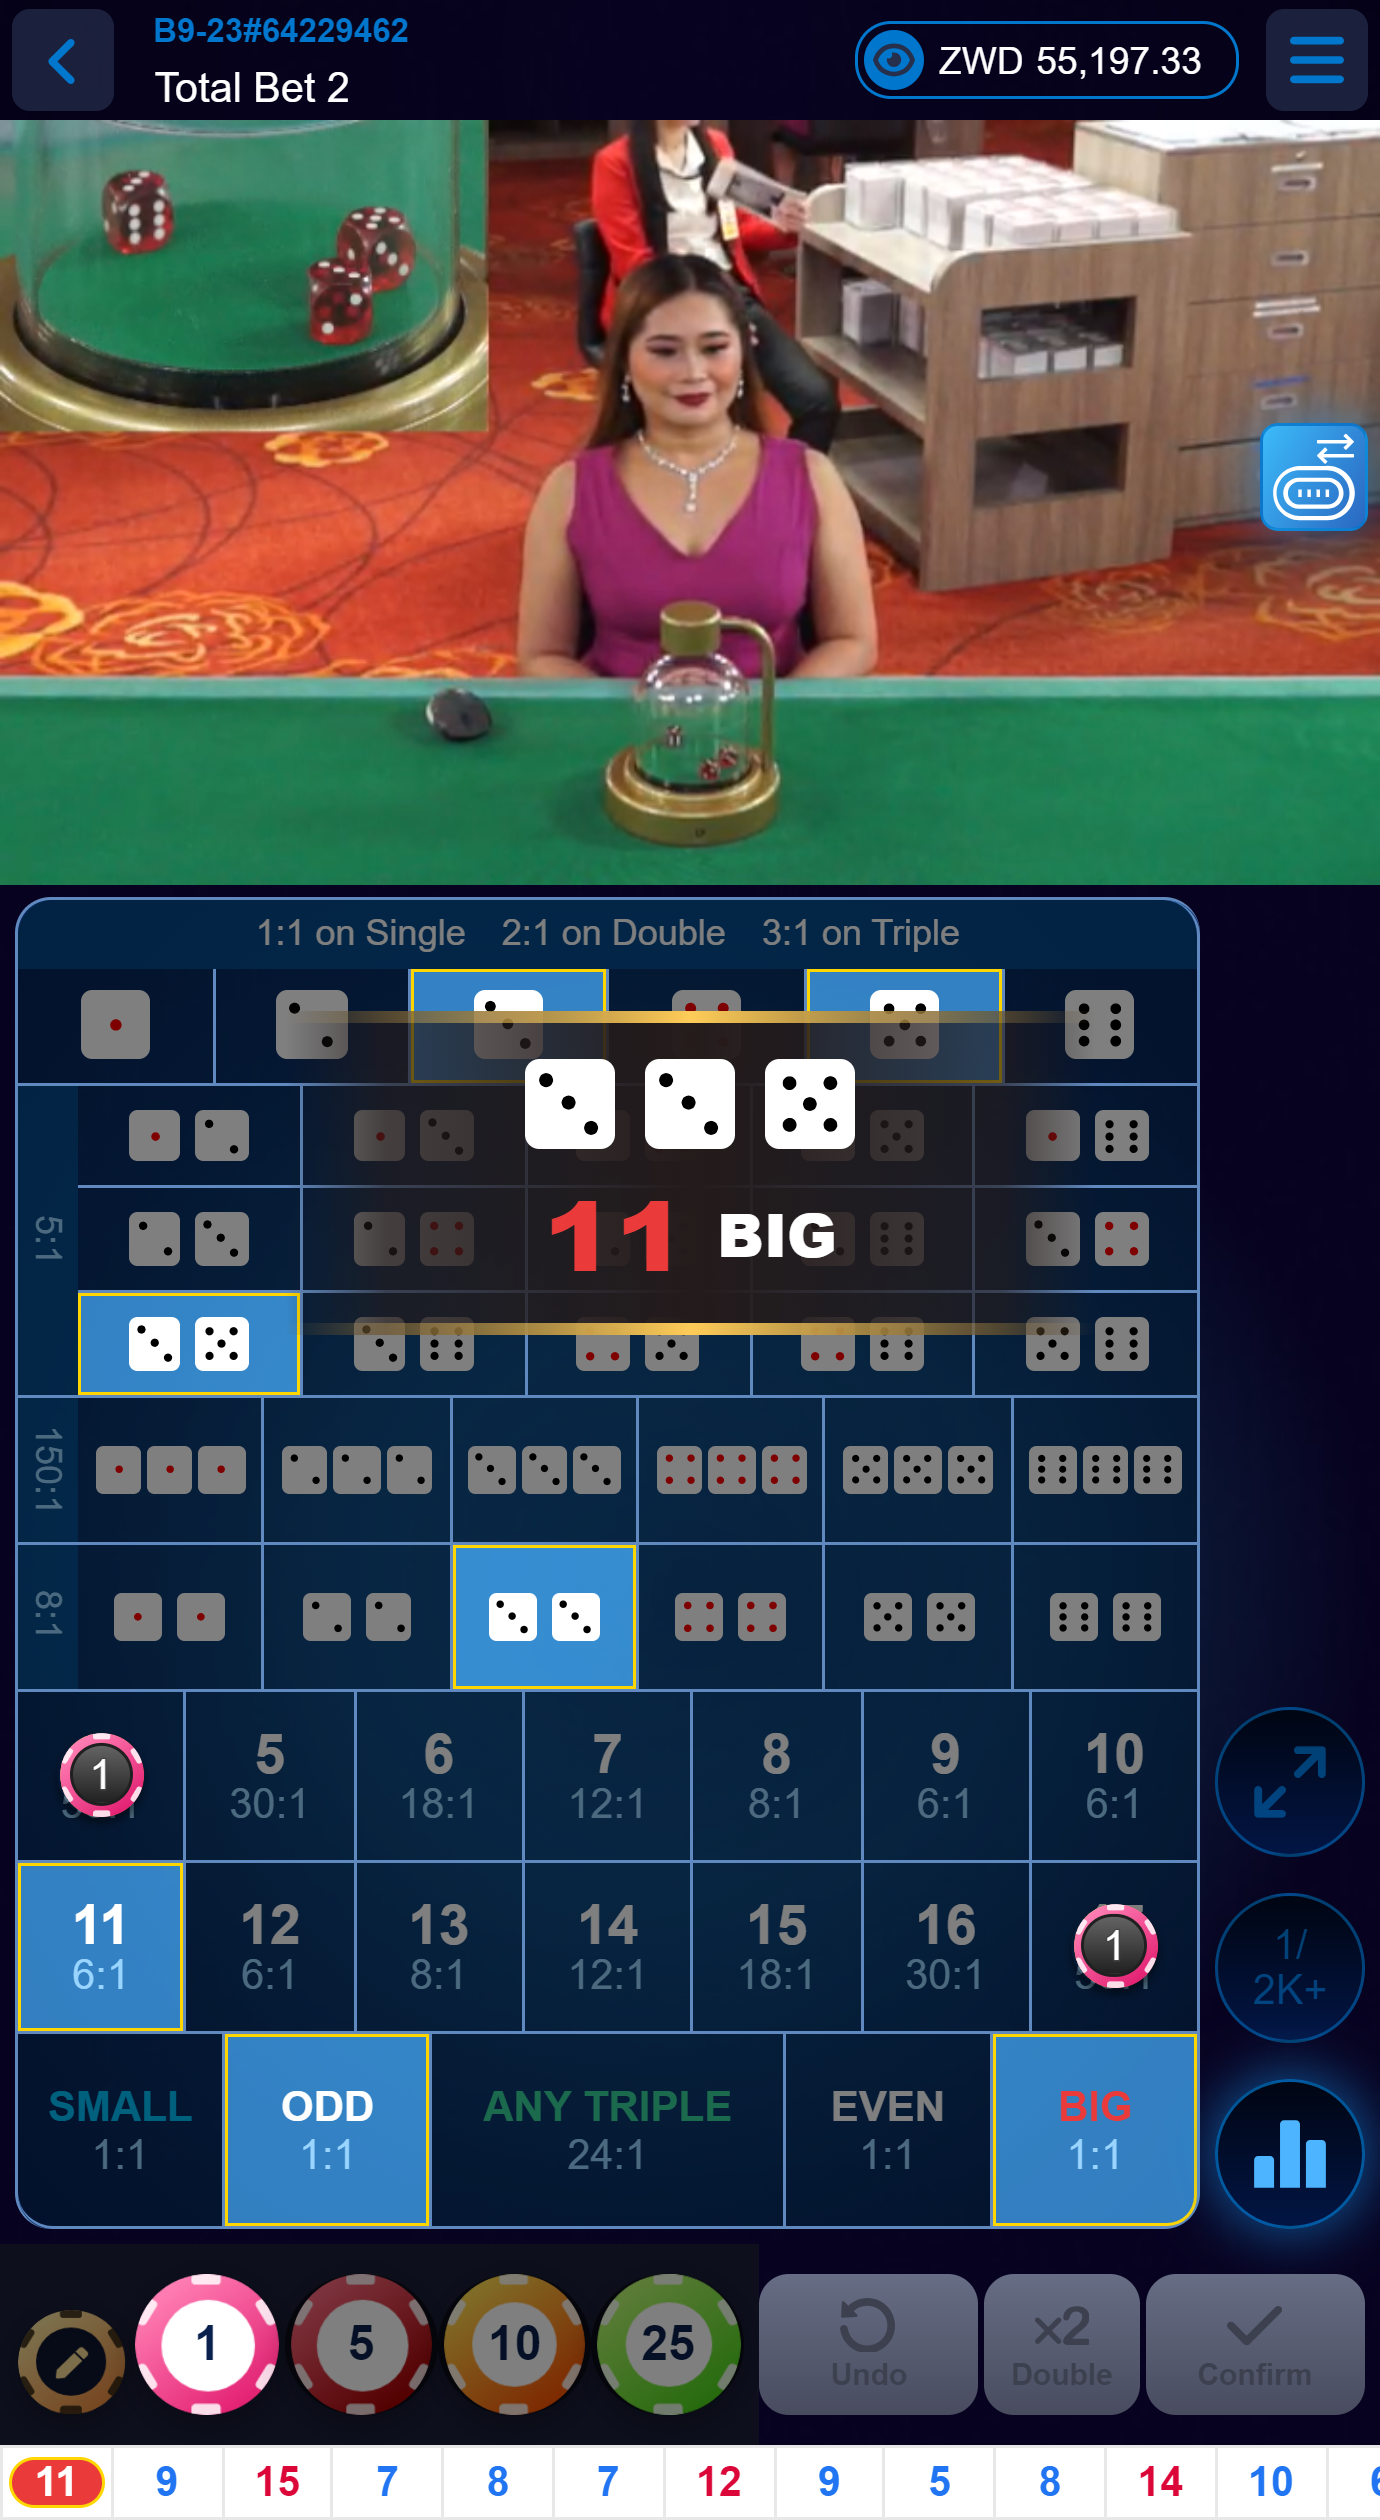 B9-23#64229462
Total Bet 2
ZWD 55,197.33
1:1 on Single 2:1 on Double 3:1 on Triple
11 BIG
5:1
150:1
8:1
1
5 6 7 8 9 10
30:1 18:1 12:1 8:1 6:1 6:1
11 12 13 14 15 16
1
6:1 6:1 8:1 12:1 18:1 30:1
1/
2K+
SMALL ODD ANY TRIPLE EVEN BIG
1:1 1:1 24:1 1:1 1:1
1 5 10 25
x2
Undo Double Confirm
11 9 15 7 8 7 12 9 5 8 14 10